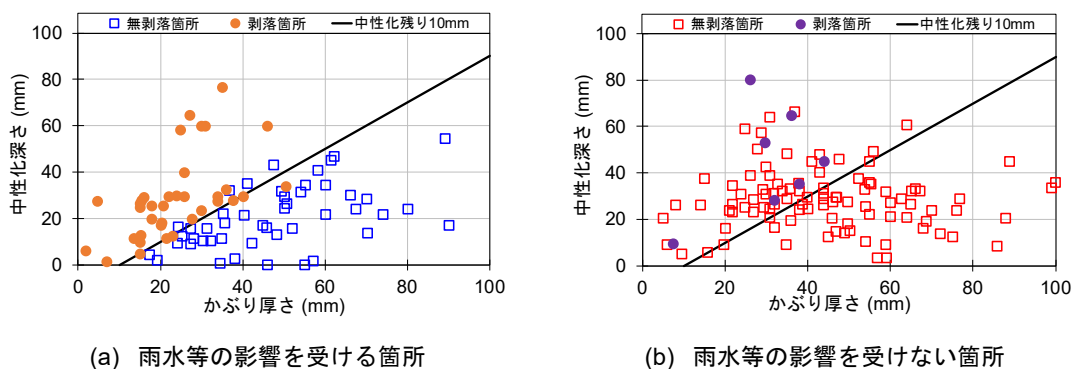 無剥落箇所 剥落箇所 中性化残り10mm
100
80
60
40
20
0
中性化深さ (mm)
0 20 40 60 80 100
かぶり厚さ (mm)
(a) 雨水等の影響を受ける箇所
無剥落箇所 剥落箇所 中性化残り10mm
100
80
60
40
20
0
中性化深さ (mm)
0 20 40 60 80 100
かぶり厚さ (mm)
(b) 雨水等の影響を受けない箇所